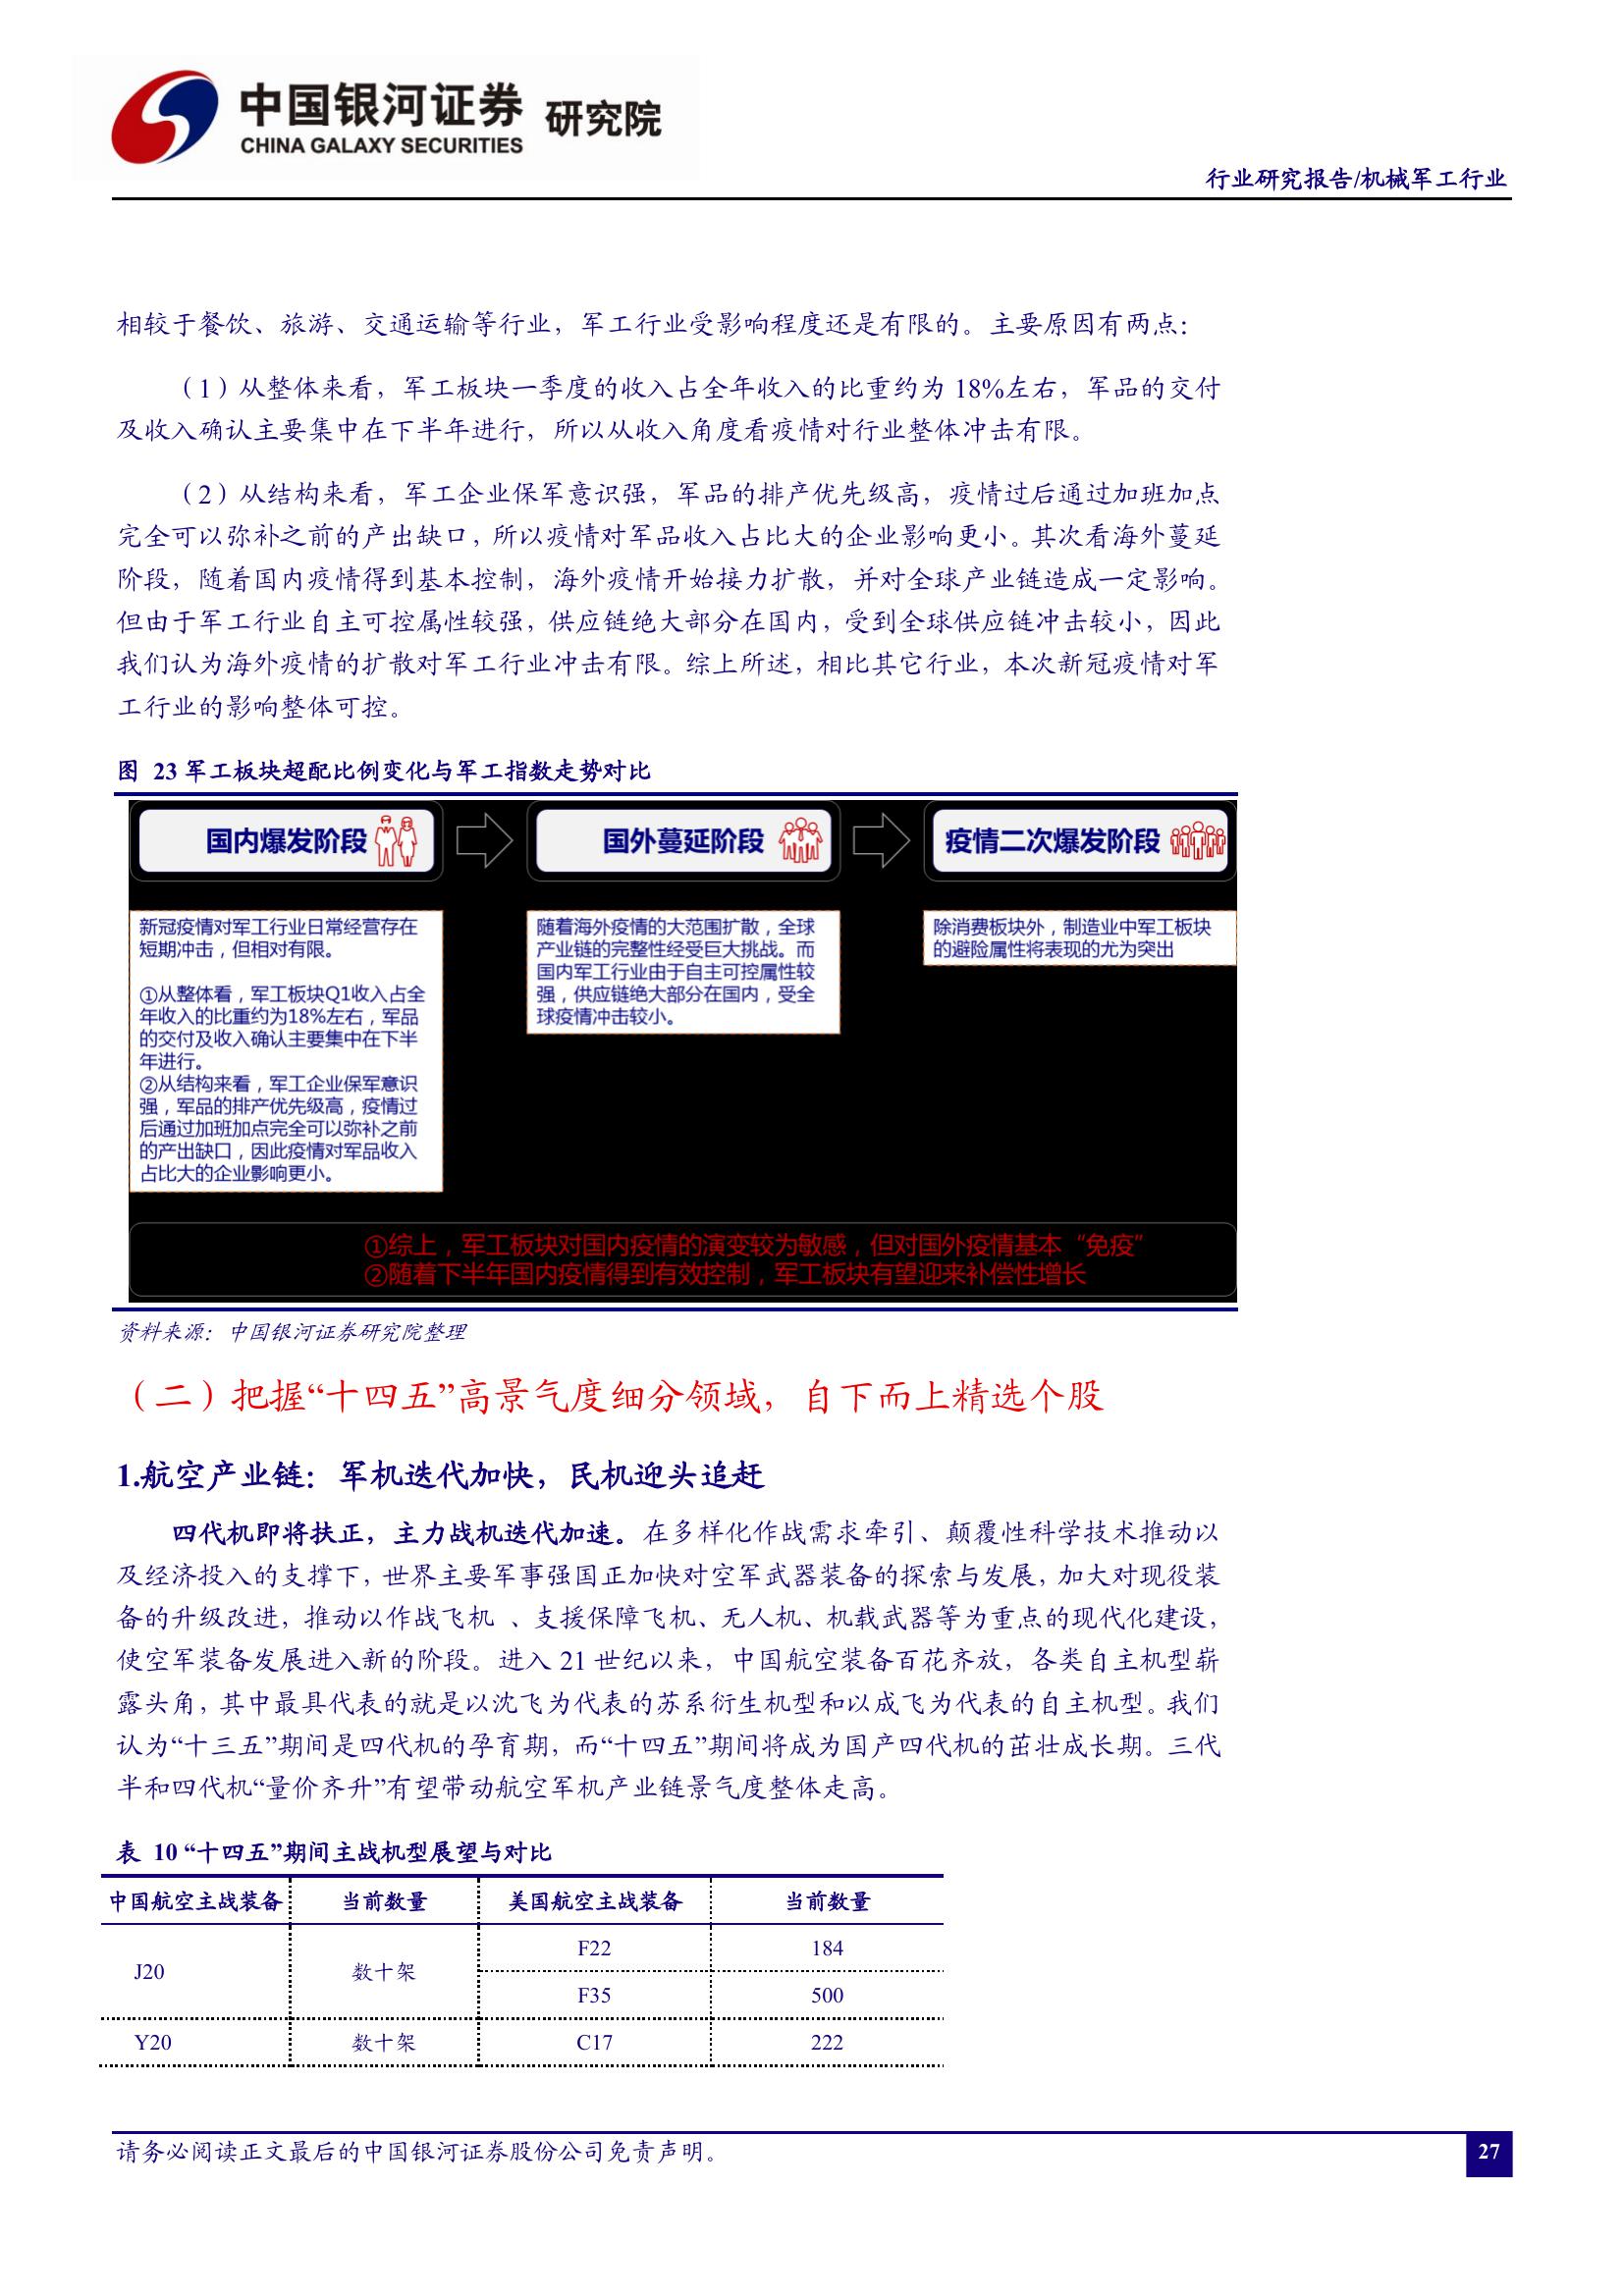 中国银河证券 研究院
CHINA GALAXY SECURITIES
行业研究报告/机械军工行业
相较于餐饮、旅游、交通运输等行业，军工行业受影响程度还是有限的。主要原因有两点：
（1）从整体来看，军工板块一季度的收入占全年收入的比重约为 18%左右，军品的交付
及收入确认主要集中在下半年进行，所以从收入角度看疫情对行业整体冲击有限。
（2）从结构来看，军工企业保军意识强，军品的排产优先级高，疫情过后通过加班加点
完全可以弥补之前的产出缺口，所以疫情对军品收入占比大的企业影响更小。其次看海外蔓延
阶段，随着国内疫情得到基本控制，海外疫情开始接力扩散，并对全球产业链造成一定影响。
但由于军工行业自主可控属性较强，供应链绝大部分在国内，受到全球供应链冲击较小，因此
我们认为海外疫情的扩散对军工行业冲击有限。综上所述，相比其它行业，本次新冠疫情对军
工行业的影响整体可控。
图 23 军工板块超配比例变化与军工指数走势对比
国内爆发阶段
国外蔓延阶段
疫情二次爆发阶段
新冠疫情对军工行业日常经营存在
短期冲击，但相对有限。
①从整体看，军工板块Q1收入占全
年收入的比重约为18%左右，军品
的交付及收入确认主要集中在下半
年进行。
②从结构来看，军工企业保军意识
强，军品的排产优先级高，疫情过
后通过加班加点完全可以弥补之前
的产出缺口，因此疫情对军品收入
占比大的企业影响更小。
随着海外疫情的大范围扩散，全球
产业链的完整性经受巨大挑战。而
国内军工行业由于自主可控属性较
强，供应链绝大部分在国内，受全
球疫情冲击较小。
除消费板块外，制造业中军工板块
的避险属性将表现的尤为突出
①综上，军工板块对国内疫情的演变较为敏感，但对国外疫情基本“免疫”
②随着下半年国内疫情得到有效控制，军工板块有望迎来补偿性增长
资料来源：中国银河证券研究院整理
（二）把握“十四五”高景气度细分领域，自下而上精选个股
1.航空产业链：军机迭代加快，民机迎头追赶
四代机即将扶正，主力战机迭代加速。在多样化作战需求牵引、颠覆性科学技术推动以
及经济投入的支撑下，世界主要军事强国正加快对空军武器装备的探索与发展，加大对现役装
备的升级改进，推动以作战飞机 、支援保障飞机、无人机、机载武器等为重点的现代化建设，
使空军装备发展进入新的阶段。进入 21 世纪以来，中国航空装备百花齐放，各类自主机型崭
露头角，其中最具代表的就是以沈飞为代表的苏系衍生机型和以成飞为代表的自主机型。我们
认为“十三五”期间是四代机的孕育期，而“十四五”期间将成为国产四代机的茁壮成长期。三代
半和四代机“量价齐升”有望带动航空军机产业链景气度整体走高。
表 10 “十四五”期间主战机型展望与对比
中国航空主战装备 当前数量 美国航空主战装备 当前数量
J20 数十架 F22 184
F35 500
Y20 数十架 C17 222
请务必阅读正文最后的中国银河证券股份公司免责声明。
27